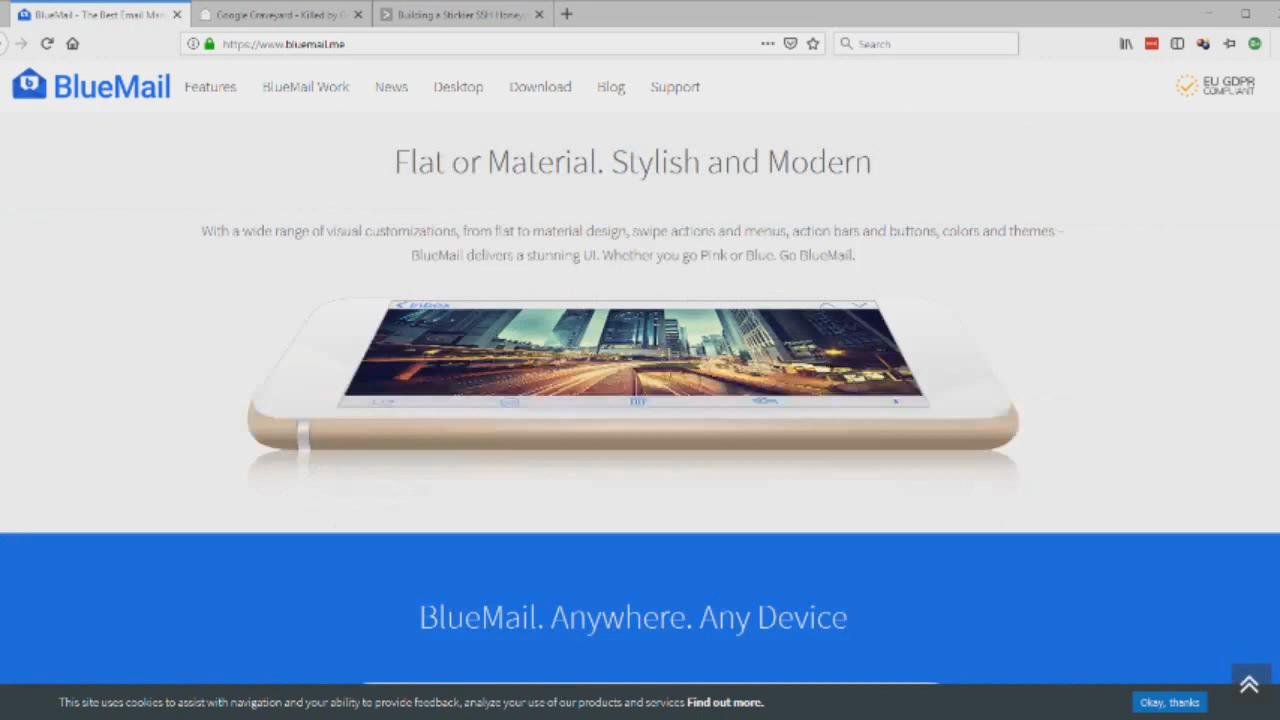 BlueMail - The Best Email Man
Google Graveyard - Killed by G
Building a Stickier SSH Honeyp
https://www.bluemail.me
Search
BlueMail
Features
BlueMail Work
News
Desktop
Download
Blog
Support
EU GDPR
COMPLIANT
Flat or Material. Stylish and Modern
With a wide range of visual customizations, from flat to material design, swipe actions and menus, action bars and buttons, colors and themes –
BlueMail delivers a stunning UI. Whether you go Pink or Blue. Go BlueMail.
Inbox
BlueMail. Anywhere. Any Device
This site uses cookies to assist with navigation and your ability to provide feedback, analyze your use of our products and services Find out more.
Okay, thanks